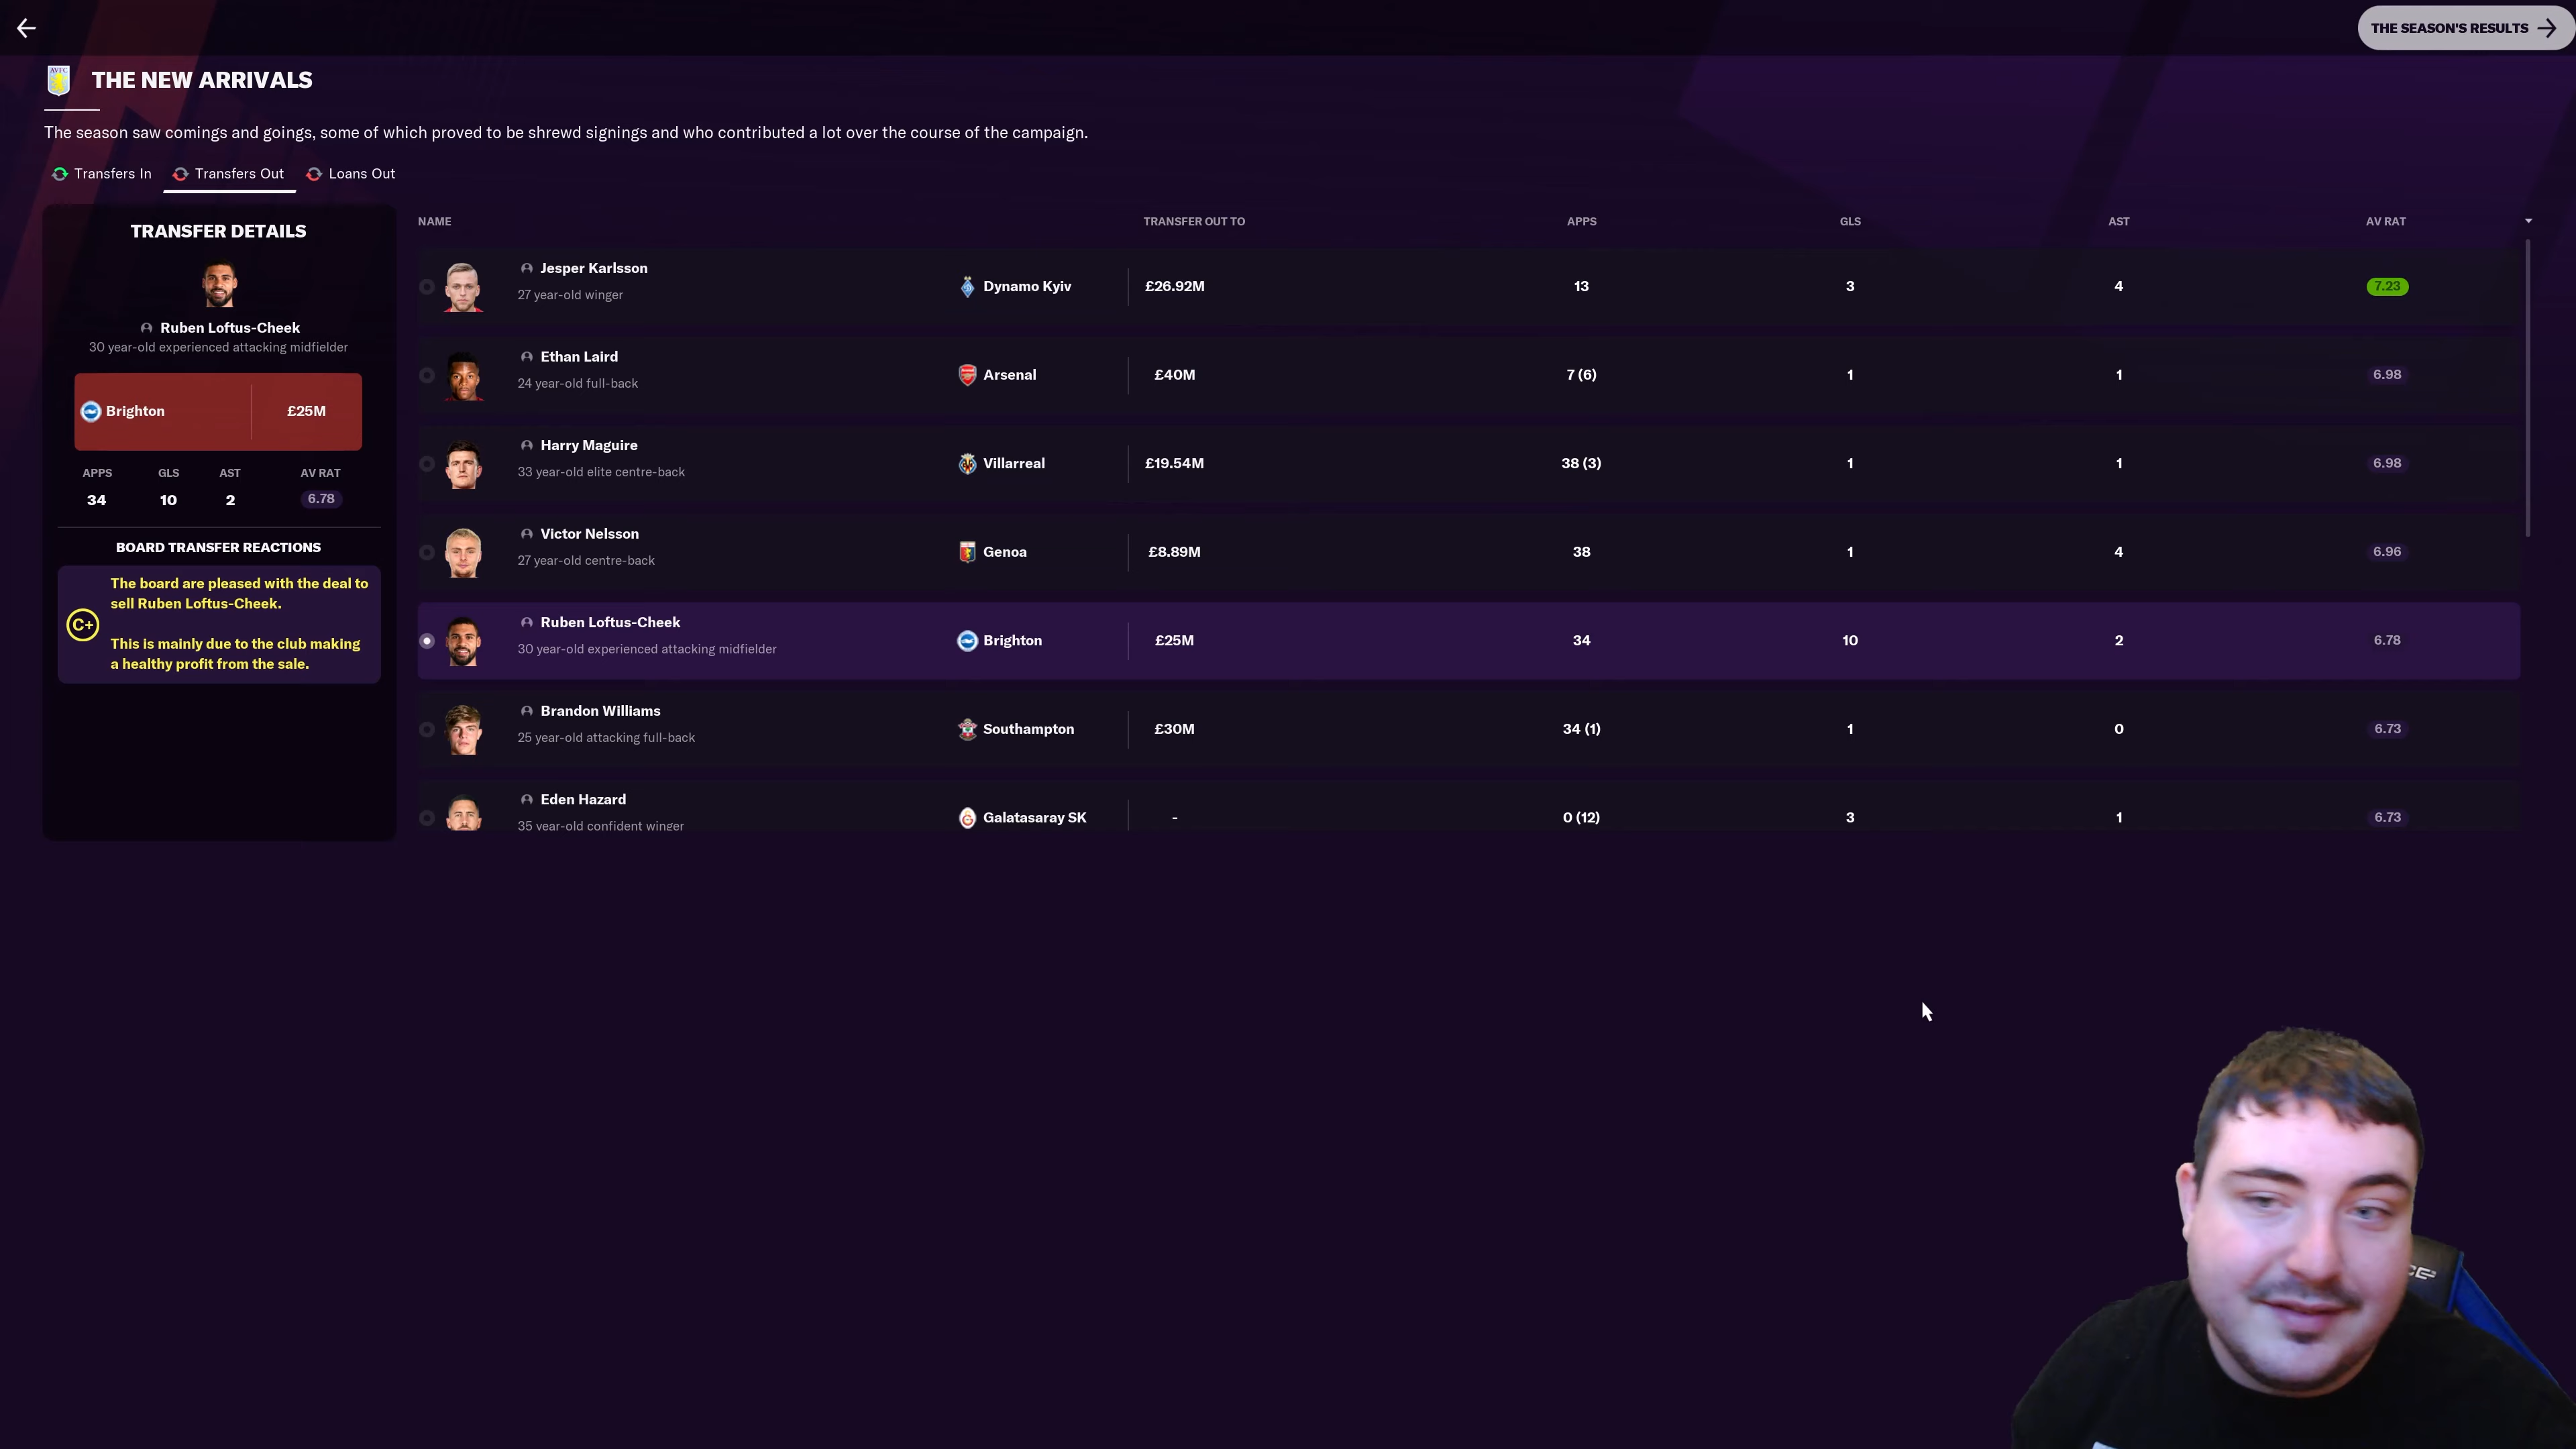 THE SEASON'S RESULTS
AVFC
THE NEW ARRIVALS
The season saw comings and goings, some of which proved to be shrewd signings and who contributed a lot over the course of the campaign.
Transfers In Transfers Out Loans Out
TRANSFER DETAILS
Ruben Loftus-Cheek
30 year-old experienced attacking midfielder
Brighton £25M
APPS GLS AST AV RAT
34 10 2 6.78
BOARD TRANSFER REACTIONS
C+
The board are pleased with the deal to
sell Ruben Loftus-Cheek.
This is mainly due to the club making
a healthy profit from the sale.
NAME TRANSFER OUT TO APPS GLS AST AV RAT
Jesper Karlsson
27 year-old winger
Dynamo Kyiv £26.92M 13 3 4 7.23
Ethan Laird
24 year-old full-back
Arsenal £40M 7 (6) 1 1 6.98
Harry Maguire
33 year-old elite centre-back
Villarreal £19.54M 38 (3) 1 1 6.98
Victor Nelsson
27 year-old centre-back
Genoa £8.89M 38 1 4 6.96
Ruben Loftus-Cheek
30 year-old experienced attacking midfielder
Brighton £25M 34 10 2 6.78
Brandon Williams
25 year-old attacking full-back
Southampton £30M 34 (1) 1 0 6.73
Eden Hazard
35 year-old confident winger
Galatasaray SK - 0 (12) 3 1 6.73